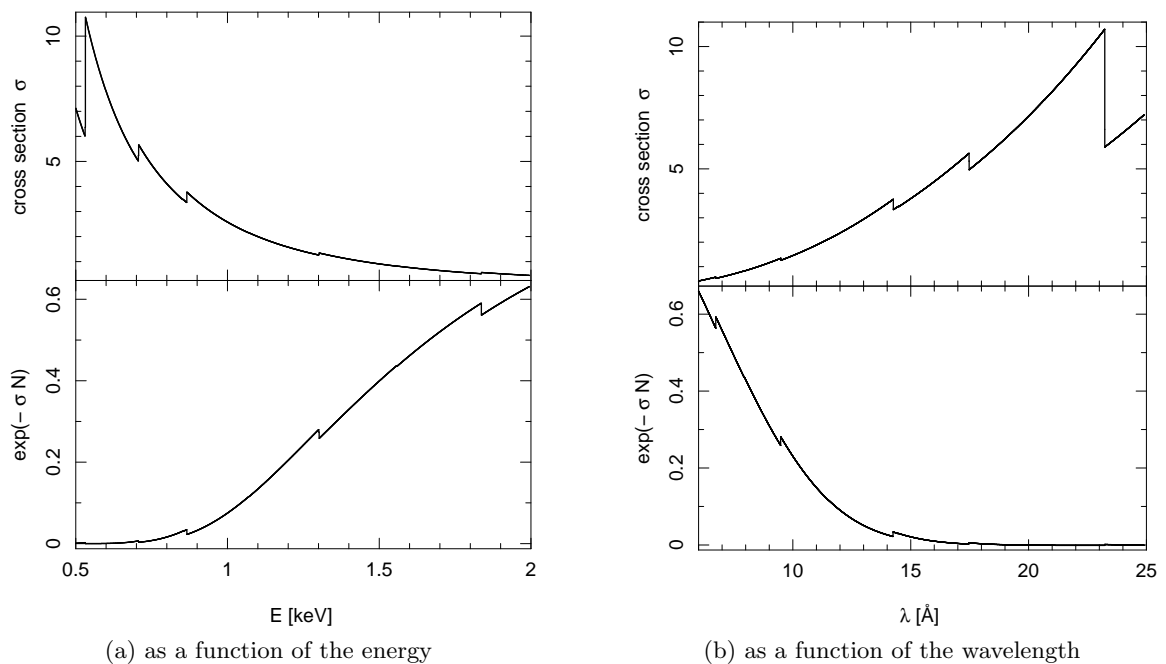 10
5
cross section σ
0.6
0.4
0.2
0
exp(− σ N)
0.5 1 1.5 2
E [keV]
(a) as a function of the energy
10
5
cross section σ
0.6
0.4
0.2
0
exp(− σ N)
10 15 20 25
λ [Å]
(b) as a function of the wavelength